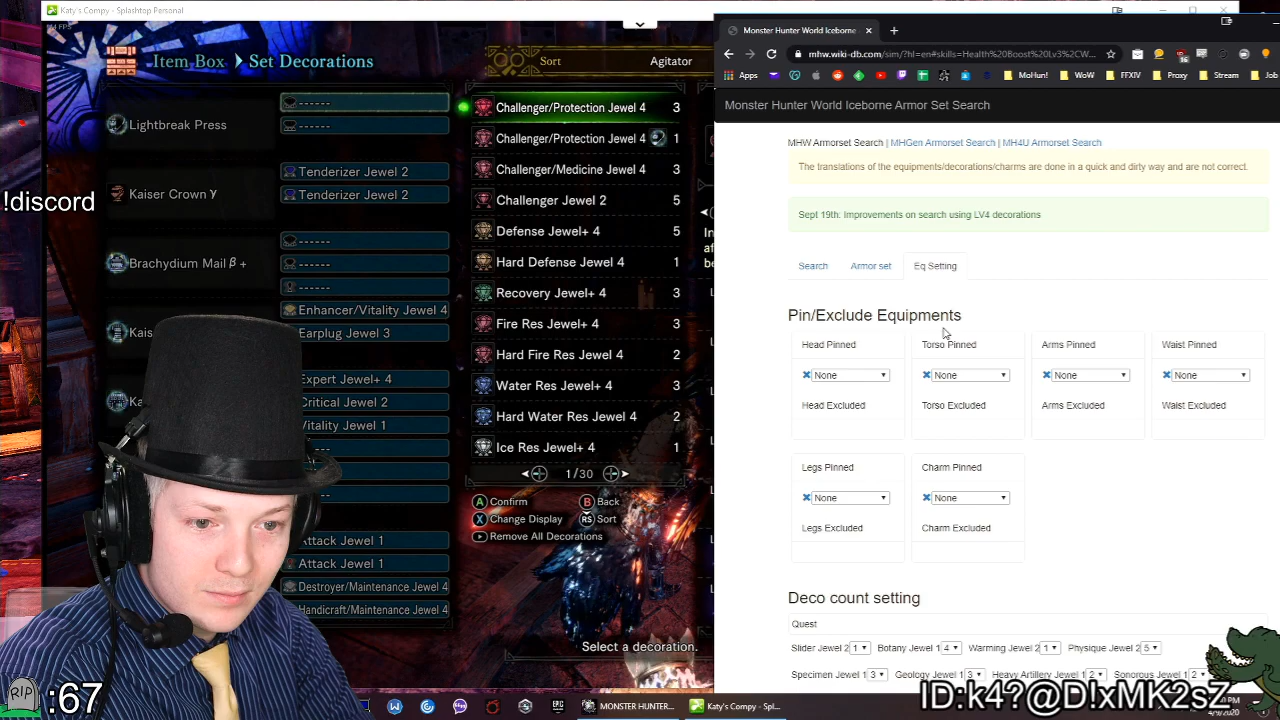 Katy's Compy - Splashtop Personal
Item Box
Set Decorations
Sort
Agitator
Lightbreak Press
------
------
Kaiser Crown γ
Tenderizer Jewel 2
Tenderizer Jewel 2
Brachydium Mail β +
------
------
------
Kais
Enhancer/Vitality Jewel 4
Earplug Jewel 3
Ka
Expert Jewel+ 4
Critical Jewel 2
Vitality Jewel 1
Attack Jewel 1
Attack Jewel 1
Destroyer/Maintenance Jewel 4
Handicraft/Maintenance Jewel 4
!discord
Challenger/Protection Jewel 4 3
Challenger/Protection Jewel 4 1
Challenger/Medicine Jewel 4 3
Challenger Jewel 2 5
Defense Jewel+ 4 5
Hard Defense Jewel 4 1
Recovery Jewel+ 4 3
Fire Res Jewel+ 4 3
Hard Fire Res Jewel 4 2
Water Res Jewel+ 4 3
Hard Water Res Jewel 4 2
Ice Res Jewel+ 4 1
1/30
A Confirm B Back
X Change Display RS Sort
Remove All Decorations
Select a decoration.
Monster Hunter World Iceborne
mhw.wiki-db.com/sim/?hl=en#skills=Health%20Boost%20Lv3%2CW...
Apps MoHun! WoW FFXIV Proxy Stream Job
Monster Hunter World Iceborne Armor Set Search
MHW Armorset Search | MHGen Armorset Search | MH4U Armorset Search
The translations of the equipments/decorations/charms are done in a quick and dirty way and are not correct.
Sept 19th: Improvements on search using LV4 decorations
Search Armor set Eq Setting
Pin/Exclude Equipments
Head Pinned Torso Pinned Arms Pinned Waist Pinned
None None None None
Head Excluded Torso Excluded Arms Excluded Waist Excluded
Legs Pinned Charm Pinned
None None
Legs Excluded Charm Excluded
Deco count setting
Quest
Slider Jewel 2 1 Botany Jewel 1 4 Warming Jewel 2 1 Physique Jewel 2 5
Specimen Jewel 1 3 Geology Jewel 1 3 Heavy Artillery Jewel 1 2 Sonorous Jewel 1 2
RIP :67
EPIC
MONSTER HUNTER...
Katy's Compy - Spl...
ID:k4?@D!xMK2sZ
4/9/2020